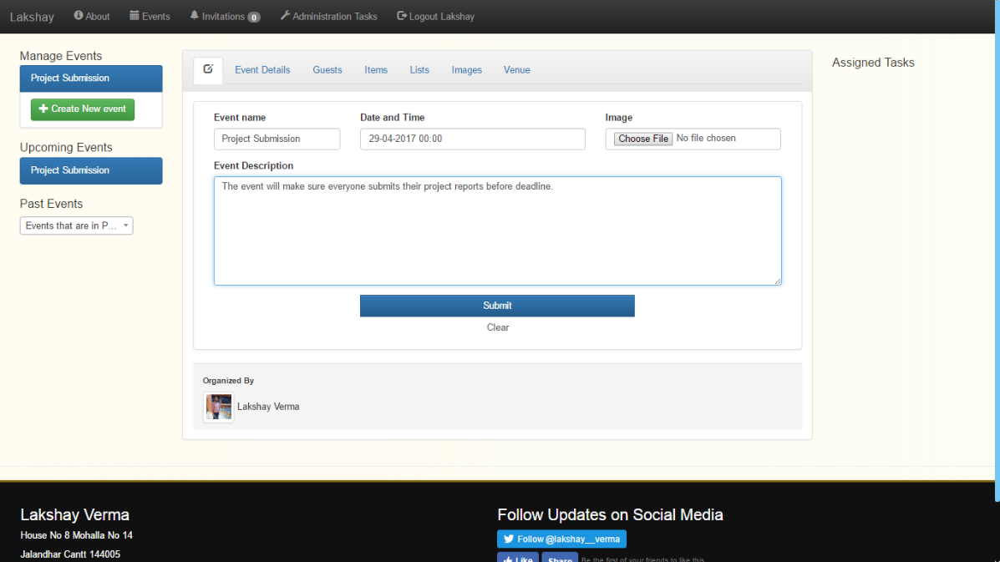 Lakshay About Events Invitations 0 Administration Tasks Logout Lakshay
Manage Events
Project Submission
Create New event
Upcoming Events
Project Submission
Past Events
Events that are in P...
Event Details Guests Items Lists Images Venue
Event name Date and Time Image
Project Submission 29-04-2017 00:00 Choose File No file chosen
Event Description
The event will make sure everyone submits their project reports before deadline.
Submit
Clear
Organized By
Lakshay Verma
Assigned Tasks
Lakshay Verma
House No 8 Mohalla No 14
Jalandhar Cantt 144005
Follow Updates on Social Media
Follow @lakshay__verma
Like Share Be the first of your friends to like this.